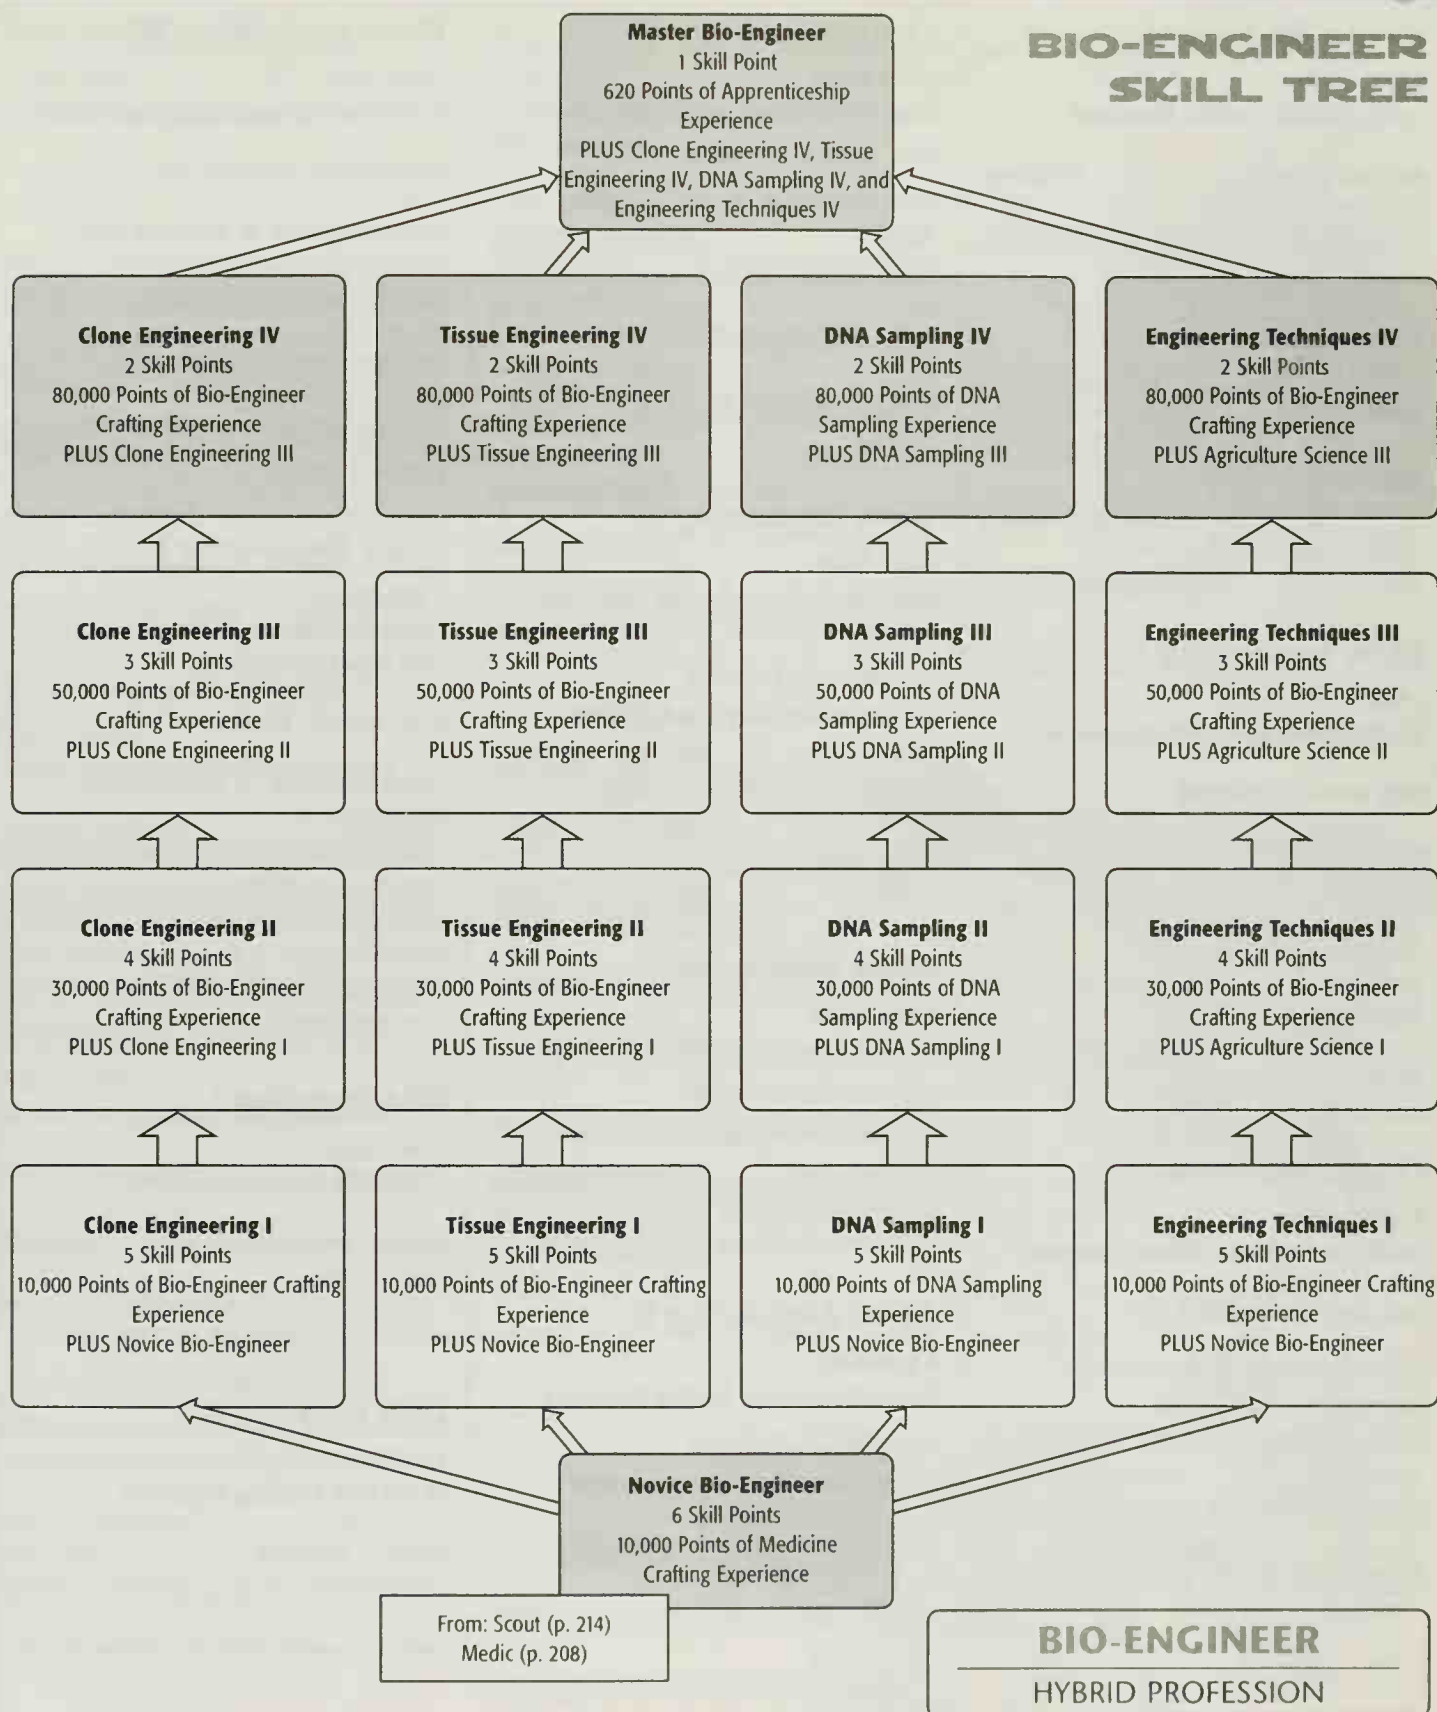 BIO-ENGINEER
SKILL TREE
Master Bio-Engineer
1 Skill Point
620 Points of Apprenticeship
Experience
PLUS Clone Engineering IV, Tissue
Engineering IV, DNA Sampling IV, and
Engineering Techniques IV
Clone Engineering IV
2 Skill Points
80,000 Points of Bio-Engineer
Crafting Experience
PLUS Clone Engineering III
Tissue Engineering IV
2 Skill Points
80,000 Points of Bio-Engineer
Crafting Experience
PLUS Tissue Engineering III
DNA Sampling IV
2 Skill Points
80,000 Points of DNA
Sampling Experience
PLUS DNA Sampling III
Engineering Techniques IV
2 Skill Points
80,000 Points of Bio-Engineer
Crafting Experience
PLUS Agriculture Science III
Clone Engineering III
3 Skill Points
50,000 Points of Bio-Engineer
Crafting Experience
PLUS Clone Engineering II
Tissue Engineering III
3 Skill Points
50,000 Points of Bio-Engineer
Crafting Experience
PLUS Tissue Engineering II
DNA Sampling III
3 Skill Points
50,000 Points of DNA
Sampling Experience
PLUS DNA Sampling II
Engineering Techniques III
3 Skill Points
50,000 Points of Bio-Engineer
Crafting Experience
PLUS Agriculture Science II
Clone Engineering II
4 Skill Points
30,000 Points of Bio-Engineer
Crafting Experience
PLUS Clone Engineering I
Tissue Engineering II
4 Skill Points
30,000 Points of Bio-Engineer
Crafting Experience
PLUS Tissue Engineering I
DNA Sampling II
4 Skill Points
30,000 Points of DNA
Sampling Experience
PLUS DNA Sampling I
Engineering Techniques II
4 Skill Points
30,000 Points of Bio-Engineer
Crafting Experience
PLUS Agriculture Science I
Clone Engineering I
5 Skill Points
10,000 Points of Bio-Engineer Crafting
Experience
PLUS Novice Bio-Engineer
Tissue Engineering I
5 Skill Points
10,000 Points of Bio-Engineer Crafting
Experience
PLUS Novice Bio-Engineer
DNA Sampling I
5 Skill Points
10,000 Points of DNA Sampling
Experience
PLUS Novice Bio-Engineer
Engineering Techniques I
5 Skill Points
10,000 Points of Bio-Engineer Crafting
Experience
PLUS Novice Bio-Engineer
Novice Bio-Engineer
6 Skill Points
10,000 Points of Medicine
Crafting Experience
From: Scout (p. 214)
Medic (p. 208)
BIO-ENGINEER
HYBRID PROFESSION